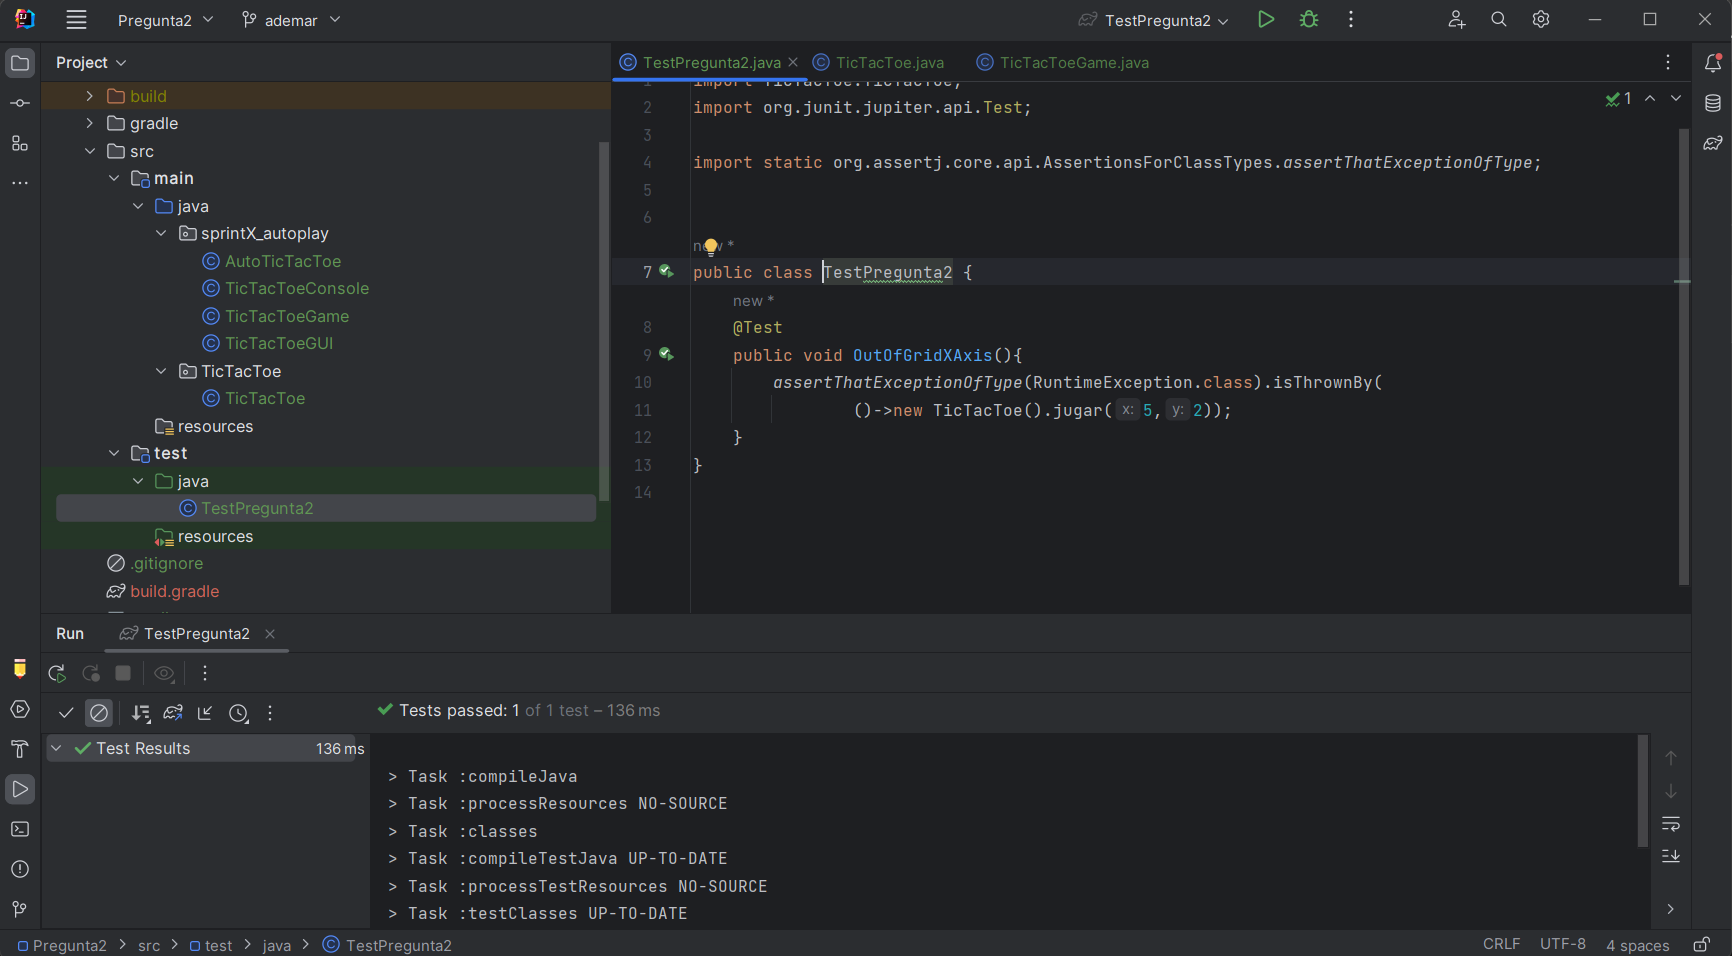 Pregunta2
ademar
TestPregunta2
Project
TestPregunta2.java
TicTacToe.java
TicTacToeGame.java
build
gradle
src
main
java
sprintX_autoplay
AutoTicTacToe
TicTacToeConsole
TicTacToeGame
TicTacToeGUI
TicTacToe
TicTacToe
resources
test
java
TestPregunta2
resources
.gitignore
build.gradle
1 import TicTacToe.TicTacToe;
2 import org.junit.jupiter.api.Test;
3
4 import static org.assertj.core.api.AssertionsForClassTypes.assertThatExceptionOfType;
5
6
new *
7 public class TestPregunta2 {
new *
8 @Test
9 public void OutOfGridXAxis(){
10 assertThatExceptionOfType(RuntimeException.class).isThrownBy(
11 ()->new TicTacToe().jugar( x: 5, y: 2));
12 }
13 }
14
1
Run
TestPregunta2
Tests passed: 1 of 1 test – 136 ms
Test Results 136 ms
> Task :compileJava
> Task :processResources NO-SOURCE
> Task :classes
> Task :compileTestJava UP-TO-DATE
> Task :processTestResources NO-SOURCE
> Task :testClasses UP-TO-DATE
Pregunta2 > src > test > java > TestPregunta2
CRLF UTF-8 4 spaces